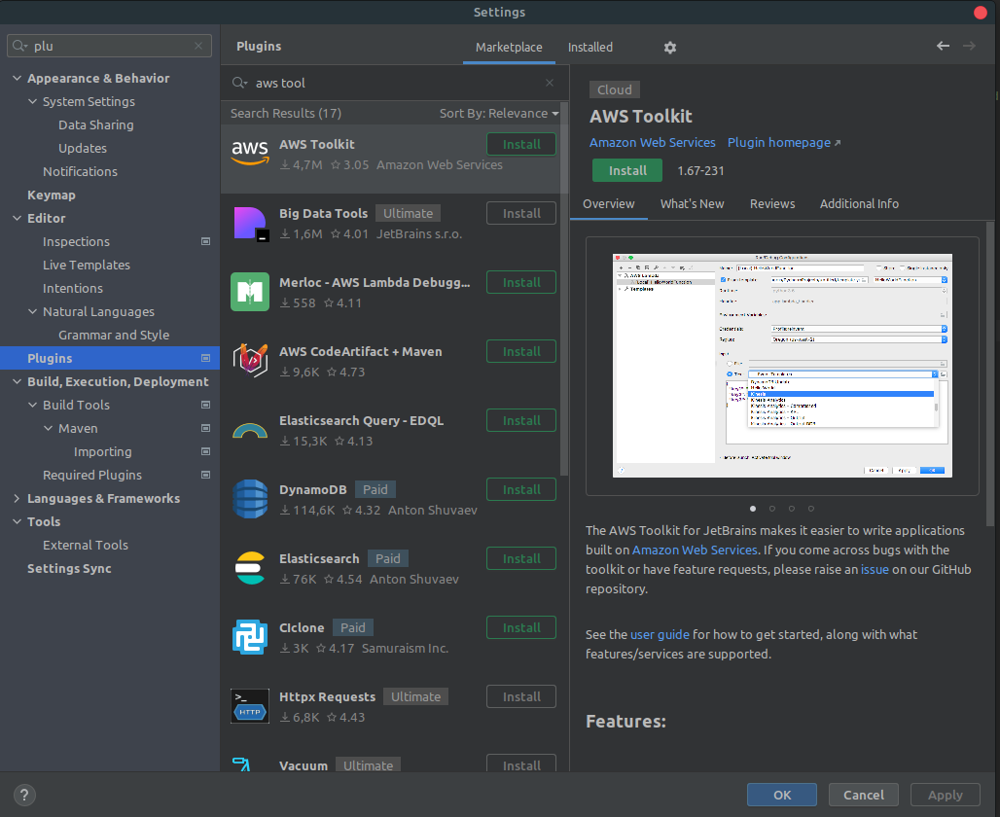 Settings
plu
Appearance & Behavior
System Settings
Data Sharing
Updates
Notifications
Keymap
Editor
Inspections
Live Templates
Intentions
Natural Languages
Grammar and Style
Plugins
Build, Execution, Deployment
Build Tools
Maven
Importing
Required Plugins
Languages & Frameworks
Tools
External Tools
Settings Sync
Plugins
Marketplace
Installed
aws tool
Search Results (17)
Sort By: Relevance
aws
AWS Toolkit
Install
4,7M 3.05 Amazon Web Services
Big Data Tools Ultimate
Install
1,6M 4.01 JetBrains s.r.o.
Merloc - AWS Lambda Debugg...
Install
558 4.11
AWS CodeArtifact + Maven
Install
9,6K 4.73
Elasticsearch Query - EDQL
Install
15,3K 4.13
DynamoDB Paid
Install
114,6K 4.32 Anton Shuvaev
Elasticsearch Paid
Install
76K 4.54 Anton Shuvaev
CIclone Paid
Install
3K 4.17 Samuraism Inc.
>_
HTTP
Httpx Requests Ultimate
Install
6,8K 4.43
Vacuum Ultimate
Install
Cloud
AWS Toolkit
Amazon Web Services Plugin homepage ↗
Install 1.67-231
Overview
What's New
Reviews
Additional Info
Templates
Credentials:
Kinesis
Kinesis Analytics
Cancel
Apply
OK
The AWS Toolkit for JetBrains makes it easier to write applications
built on Amazon Web Services. If you come across bugs with the
toolkit or have feature requests, please raise an issue on our GitHub
repository.
See the user guide for how to get started, along with what
features/services are supported.
Features:
?
OK
Cancel
Apply